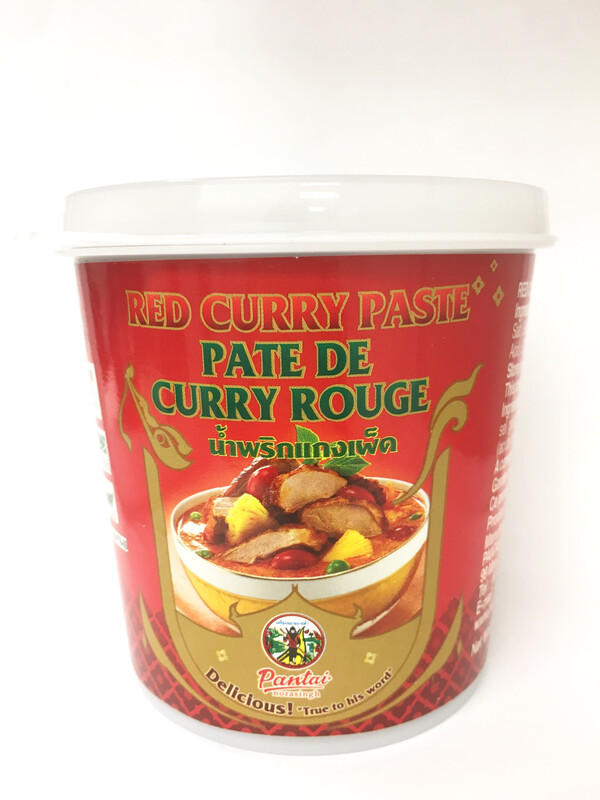 RED CURRY PASTE
PATE DE
CURRY ROUGE
น้ำพริกแกงเผ็ด
Pantai
norasingh
Delicious! "True to his word"